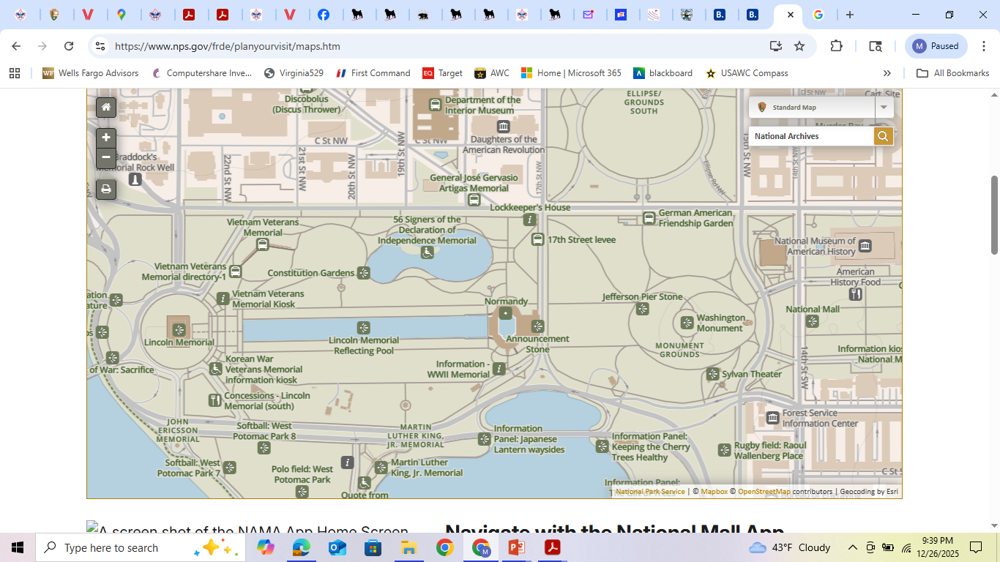 https://www.nps.gov/frde/planyourvisit/maps.htm
Paused
Wells Fargo Advisors
Computershare Inve...
Virginia529
First Command
Target
AWC
Home | Microsoft 365
blackboard
USAWC Compass
All Bookmarks
Discobolus
(Discus Thrower)
Department of the
Interior Museum
ELLIPSE/
GROUNDS
SOUTH
Standard Map
National Archives
C St NW
C St NW
Daughters of the
American Revolution
Braddock's
Memorial Rock Well
22nd St NW
21st St NW
20th St NW
19th St NW
17th St NW
15th St NW
14th St NW
D St NW
Cart Site
Murder Bay
Ellipse Rd NW
General José Gervasio
Artigas Memorial
Lockkeeper's House
German American
Friendship Garden
Vietnam Veterans
Memorial
56 Signers of the
Declaration of
Independence Memorial
17th Street levee
National Museum of
American History
Vietnam Veterans
Memorial directory-1
Constitution Gardens
American
History Food
Vietnam Veterans
Memorial Kiosk
Normandy
Jefferson Pier Stone
National Mall
Lincoln Memorial
Lincoln Memorial
Reflecting Pool
Announcement
Stone
Washington
Monument
MONUMENT
GROUNDS
of War: Sacrifice
Korean War
Veterans Memorial
information kiosk
Information -
WWII Memorial
Sylvan Theater
14th St SW
Information kios
National M
Concessions - Lincoln
Memorial (south)
Forest Service
Information Center
JOHN
ERICSSON
MEMORIAL
Softball: West
Potomac Park 8
MARTIN
LUTHER KING,
JR. MEMORIAL
Information
Panel: Japanese
Lantern waysides
Information Panel:
Keeping the Cherry
Trees Healthy
Rugby field: Raoul
Wallenberg Place
Softball: West
Potomac Park 7
Polo field: West
Potomac Park
Martin Luther
King, Jr. Memorial
C St S
Quote from
Information Panel:
National Park Service | © Mapbox © OpenStreetMap contributors | Geocoding by Esri
A screen shot of the NAMA App Home Screen
Navigate with the National Mall App
Type here to search
43°F Cloudy
9:39 PM
12/26/2025